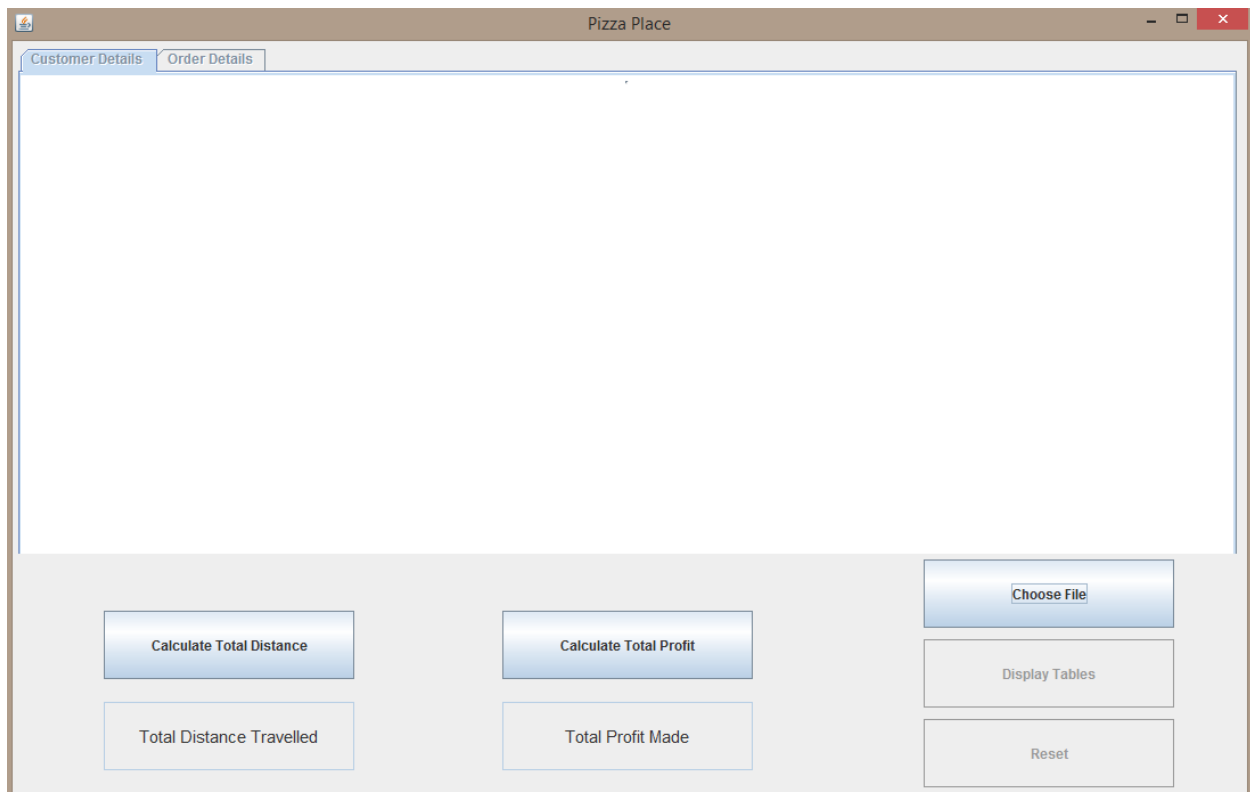 Pizza Place
Customer Details
Order Details
Choose File
Calculate Total Distance
Calculate Total Profit
Display Tables
Total Distance Travelled
Total Profit Made
Reset